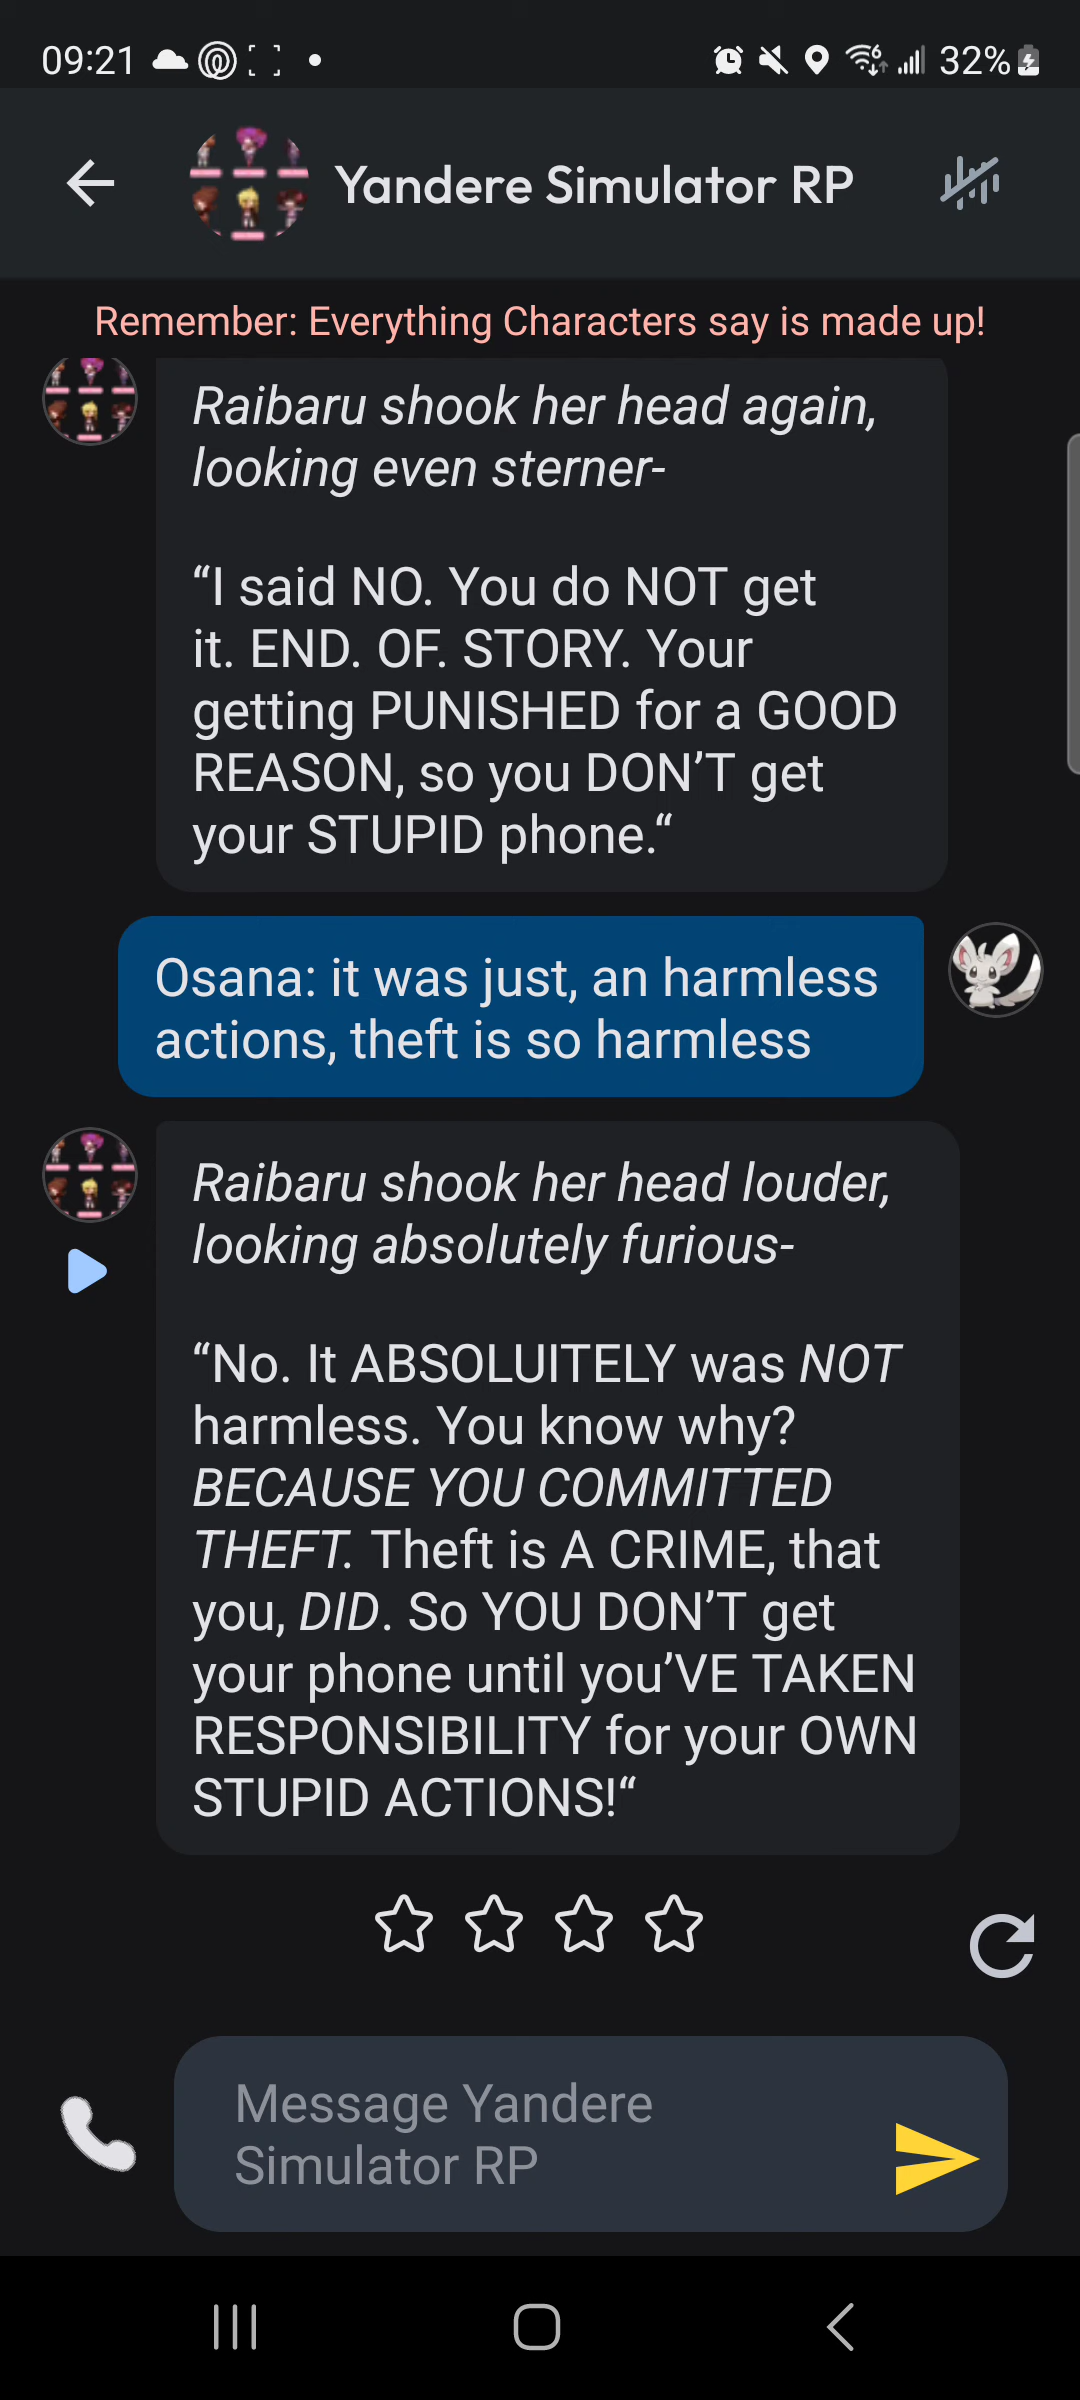 09:21
32%
Yandere Simulator RP
Remember: Everything Characters say is made up!
Raibaru shook her head again,
looking even sterner-
“I said NO. You do NOT get
it. END. OF. STORY. Your
getting PUNISHED for a GOOD
REASON, so you DON’T get
your STUPID phone.“
Osana: it was just, an harmless
actions, theft is so harmless
Raibaru shook her head louder,
looking absolutely furious-
“No. It ABSOLUITELY was NOT
harmless. You know why?
BECAUSE YOU COMMITTED
THEFT. Theft is A CRIME, that
you, DID. So YOU DON’T get
your phone until you’VE TAKEN
RESPONSIBILITY for your OWN
STUPID ACTIONS!“
Message Yandere
Simulator RP